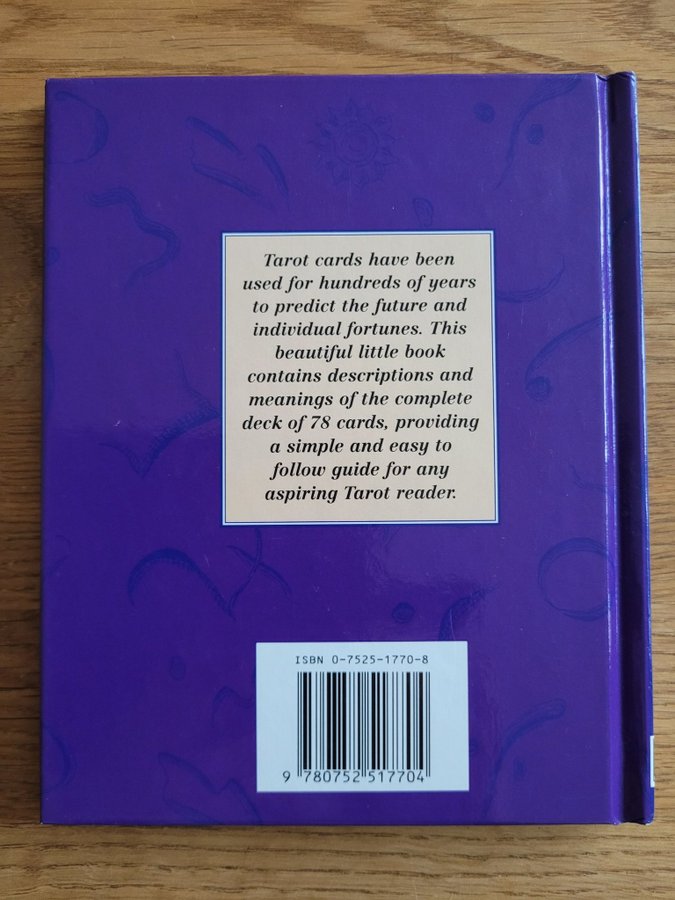 Tarot cards have been
used for hundreds of years
to predict the future and
individual fortunes. This
beautiful little book
contains descriptions and
meanings of the complete
deck of 78 cards, providing
a simple and easy to
follow guide for any
aspiring Tarot reader.
ISBN 0-7525-1770-8
9 780752 517704